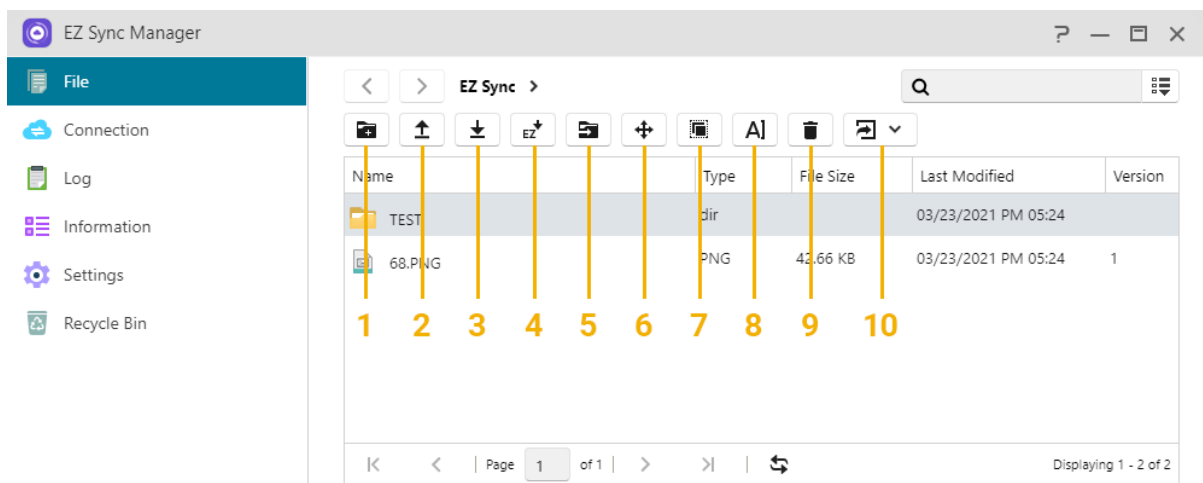 EZ Sync Manager
File
Connection
Log
Information
Settings
Recycle Bin
EZ Sync >
EZ
A]
Name Type File Size Last Modified Version
TEST dir 03/23/2021 PM 05:24
68.PNG PNG 42.66 KB 03/23/2021 PM 05:24 1
1 2 3 4 5 6 7 8 9 10
Page 1 of 1 Displaying 1 - 2 of 2